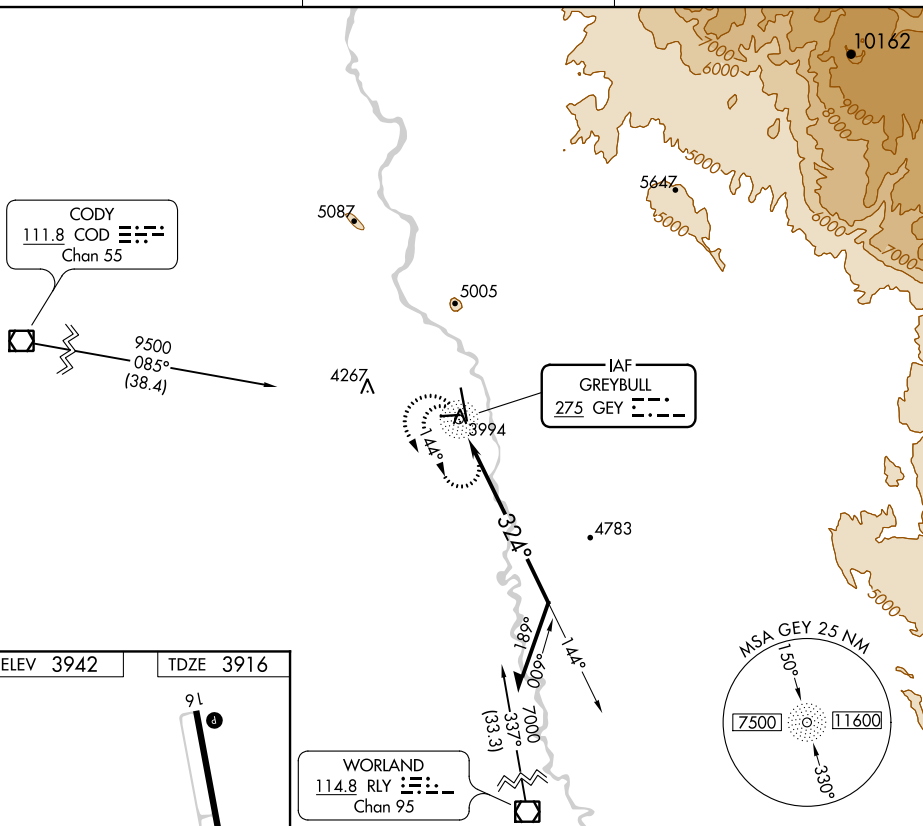 7000
6000
10162
9000
8000
5000
5647
5000
6000
7000
5087
CODY
111.8 COD
Chan 55
5005
9500
085°
(38.4)
4267
IAF
GREYBULL
275 GEY
3994
144°
324°
4783
5000
189°
009°
144°
MSA GEY 25 NM
150°
7500
11600
330°
ELEV 3942
TDZE 3916
16
P
7000
337°
(33.3)
WORLAND
114.8 RLY
Chan 95